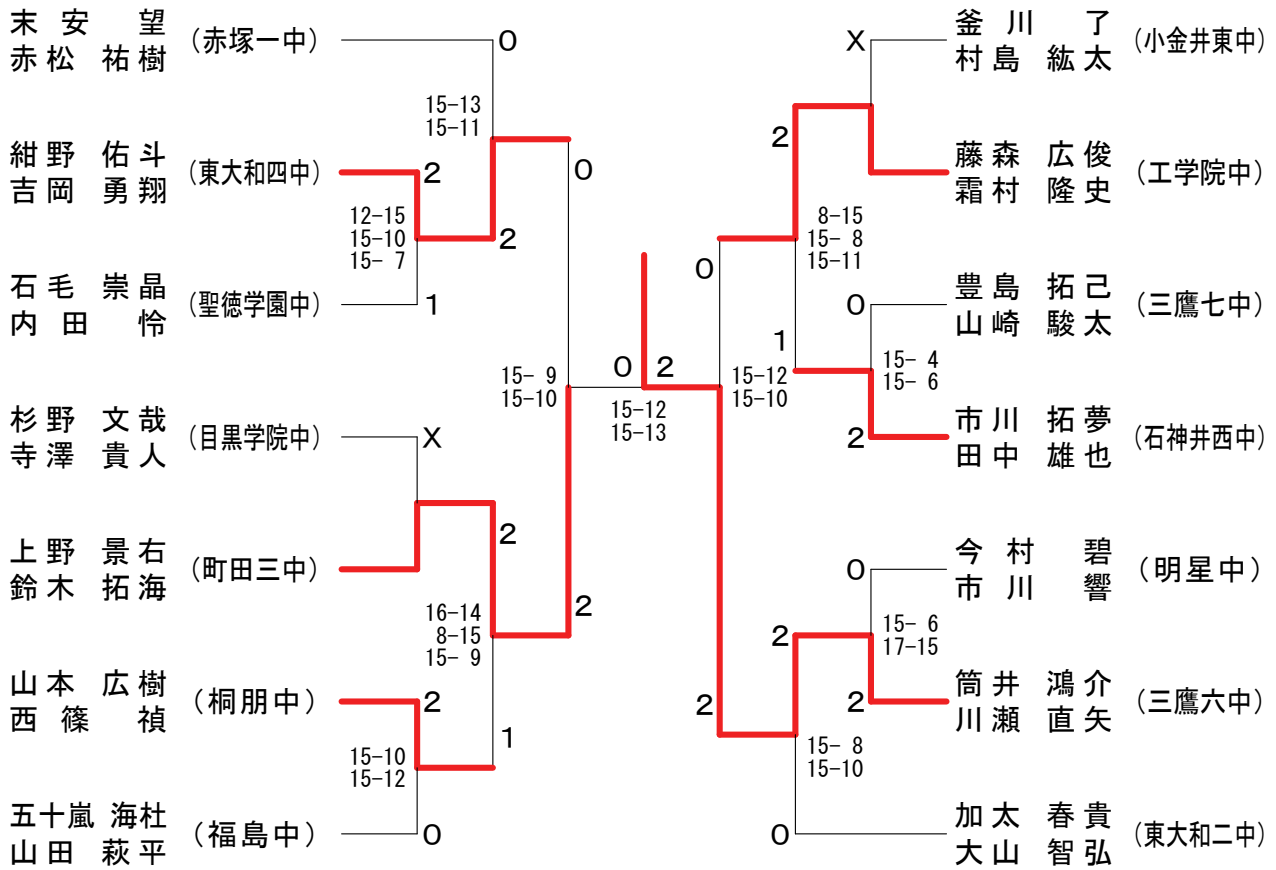 末安 望
赤松 祐樹
(赤塚一中)
0
15-13
15-11
紺野 佑斗
吉岡 勇翔
(東大和四中)
2
12-15
15-10
15- 7
2
0
石毛 崇晶
内田 怜
(聖徳学園中)
1
15- 9
15-10
杉野 文哉
寺澤 貴人
(目黒学院中)
X
上野 景右
鈴木 拓海
(町田三中)
2
16-14
8-15
15- 9
2
山本 広樹
西篠 禎
(桐朋中)
2
15-10
15-12
1
五十嵐 海杜
山田 萩平
(福島中)
0
0
2
15-12
15-13
釜川 了
村島 紘太
(小金井東中)
X
2
藤森 広俊
霜村 隆史
(工学院中)
8-15
15- 8
15-11
0
豊島 拓己
山崎 駿太
(三鷹七中)
0
1
15- 4
15- 6
15-12
15-10
市川 拓夢
田中 雄也
(石神井西中)
2
今村 碧
市川 響
(明星中)
0
15- 6
17-15
2
筒井 鴻介
川瀬 直矢
(三鷹六中)
2
2
15- 8
15-10
加太 春貴
大山 智弘
(東大和二中)
0